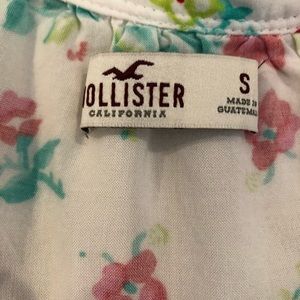 HOLLISTER
CALIFORNIA
S
MADE IN
GUATEMALA